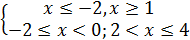 x ≤ −2, x ≥ 1
−2 ≤ x < 0; 2 < x ≤ 4